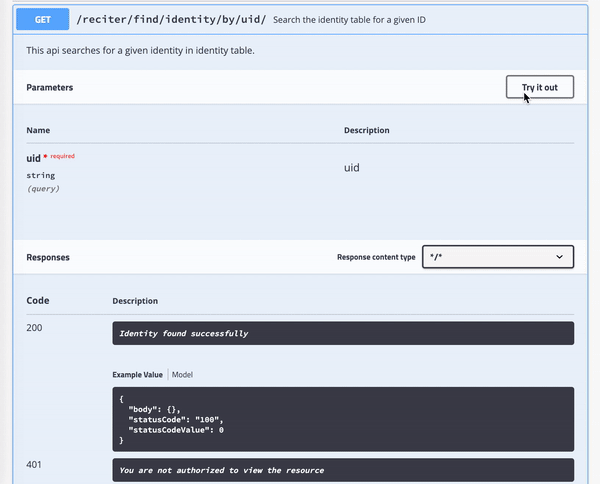 GET /reciter/find/identity/by/uid/ Search the identity table for a given ID
This api searches for a given identity in identity table.
Parameters Try it out
Name Description
uid * required uid
string
(query)
Responses Response content type */*
Code Description
200 Identity found successfully
Example Value Model
{
"body": {},
"statusCode": "100",
"statusCodeValue": 0
}
401 You are not authorized to view the resource